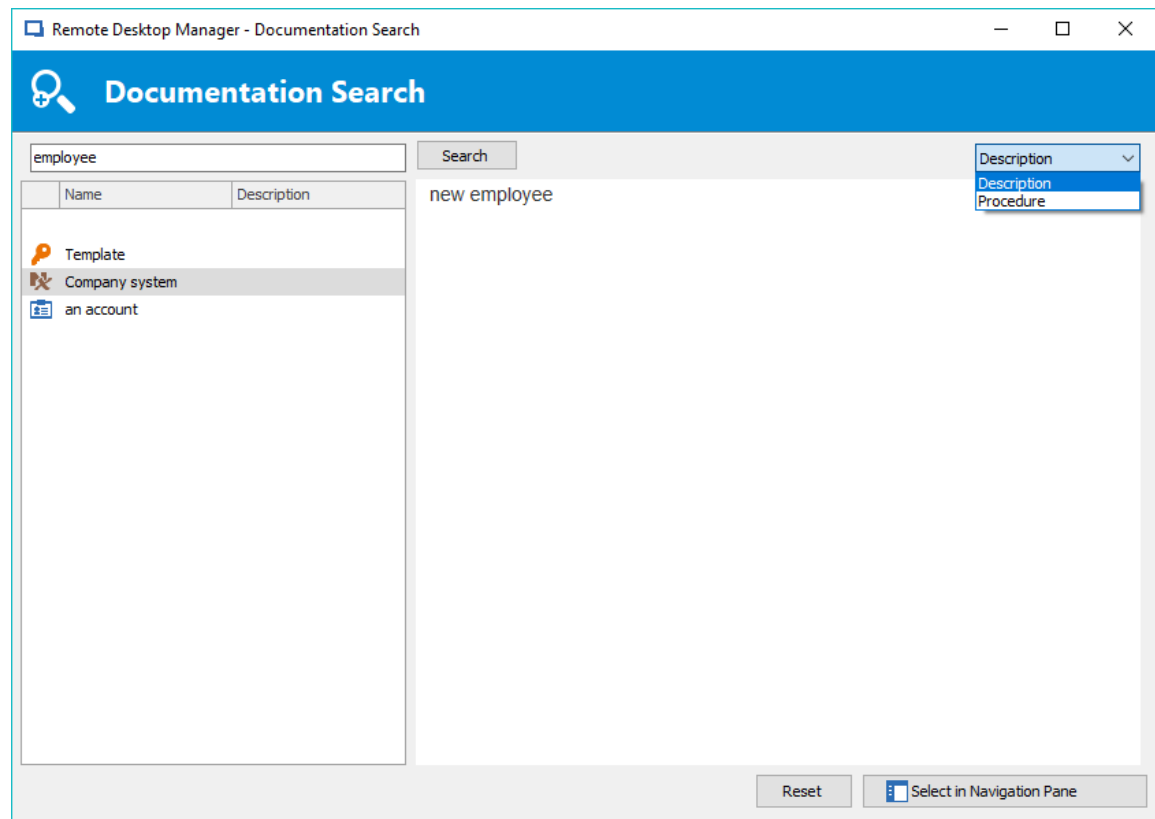 Remote Desktop Manager - Documentation Search
Documentation Search
employee
Search
Description
Description
Procedure
Name Description
new employee
Template
Company system
an account
Reset
Select in Navigation Pane